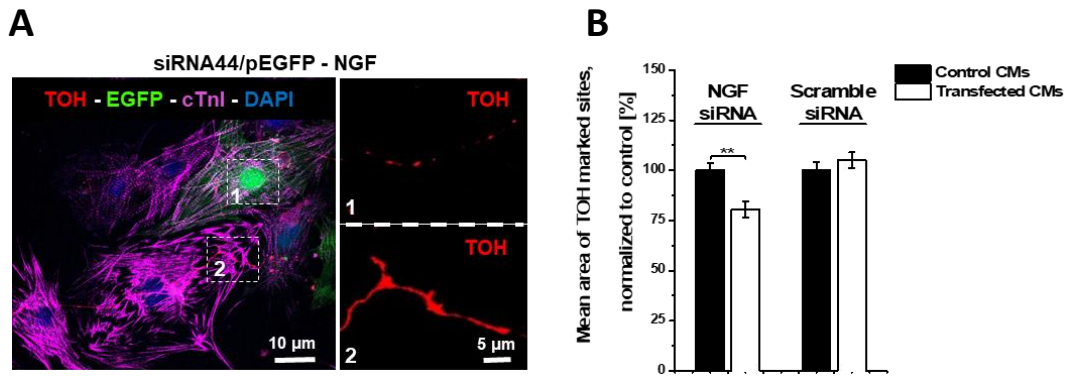 A
siRNA44/pEGFP - NGF
TOH - EGFP - cTnI - DAPI
1
2
10 µm
TOH
1
TOH
2
5 µm
B
Mean area of TOH marked sites,
normalized to control [%]
150
125
100
75
50
25
0
NGF
siRNA
Scramble
siRNA
Control CMs
Transfected CMs
**